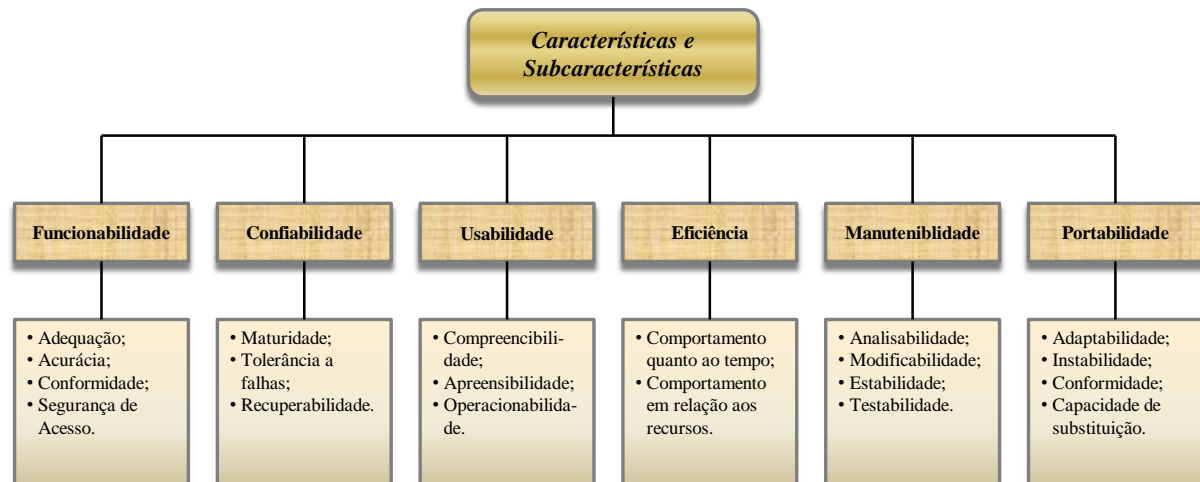 Características e
Subcaracterísticas
Funcionabilidade
Confiabilidade
Usabilidade
Eficiência
Manuteniblidade
Portabilidade
• Adequação;
• Acurácia;
• Conformidade;
• Segurança de
Acesso.
• Maturidade;
• Tolerância a
falhas;
• Recuperabilidade.
• Compreencibili-
dade;
• Apreensibilidade;
• Operacionabilida-
de.
• Comportamento
quanto ao tempo;
• Comportamento
em relação aos
recursos.
• Analisabilidade;
• Modificabilidade;
• Estabilidade;
• Testabilidade.
• Adaptabilidade;
• Instabilidade;
• Conformidade;
• Capacidade de
substituição.